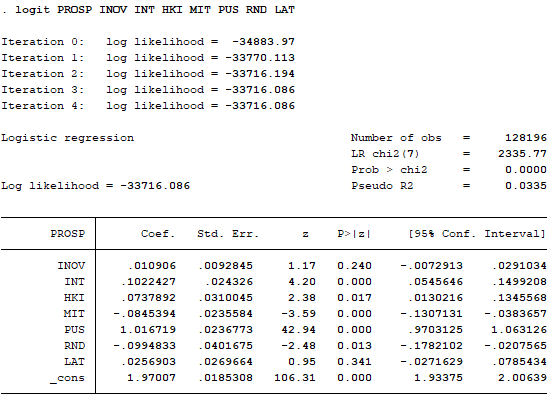 . logit PROSP INOV INT HKI MIT PUS RND LAT
Iteration 0: log likelihood = -34883.97
Iteration 1: log likelihood = -33770.113
Iteration 2: log likelihood = -33716.194
Iteration 3: log likelihood = -33716.086
Iteration 4: log likelihood = -33716.086
Logistic regression Number of obs = 128196
LR chi2(7) = 2335.77
Prob > chi2 = 0.0000
Log likelihood = -33716.086 Pseudo R2 = 0.0335
PROSP Coef. Std. Err. z P>|z| [95% Conf. Interval]
INOV .010906 .0092845 1.17 0.240 -.0072913 .0291034
INT .1022427 .024326 4.20 0.000 .0545646 .1499208
HKI .0737892 .0310045 2.38 0.017 .0130216 .1345568
MIT -.0845394 .0235584 -3.59 0.000 -.1307131 -.0383657
PUS 1.016719 .0236773 42.94 0.000 .9703125 1.063126
RND -.0994833 .0401675 -2.48 0.013 -.1782102 -.0207565
LAT .0256903 .0269664 0.95 0.341 -.0271629 .0785434
_cons 1.97007 .0185308 106.31 0.000 1.93375 2.00639